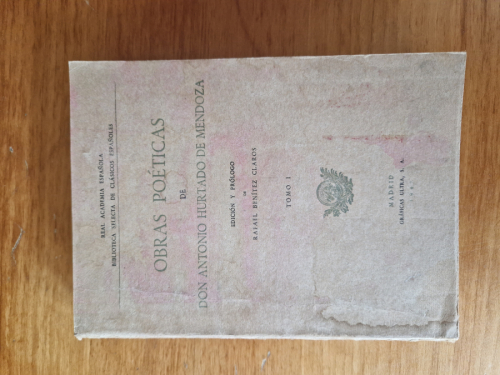 REAL ACADEMIA ESPAÑOLA
BIBLIOTECA SELECTA DE CLÁSICOS ESPAÑOLES
OBRAS POÉTICAS
DE
DON ANTONIO HURTADO DE MENDOZA
EDICIÓN Y PRÓLOGO
DE
RAFAEL BENÍTEZ CLAROS
TOMO I
MADRID
GRÁFICAS ULTRA, S. A.